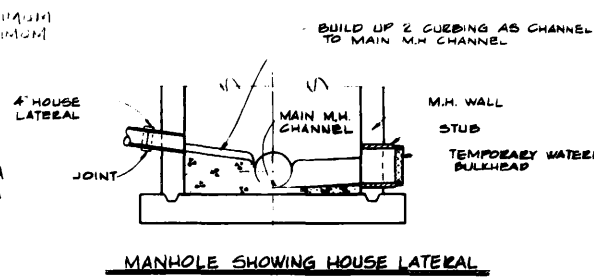 BUILD UP 2 CURBING AS CHANNEL
TO MAIN M.H CHANNEL
4" HOUSE
LATERAL
MAIN M.H.
CHANNEL
M.H. WALL
STUB
TEMPORARY
BULKHEAD
JOINT
MANHOLE SHOWING HOUSE LATERAL